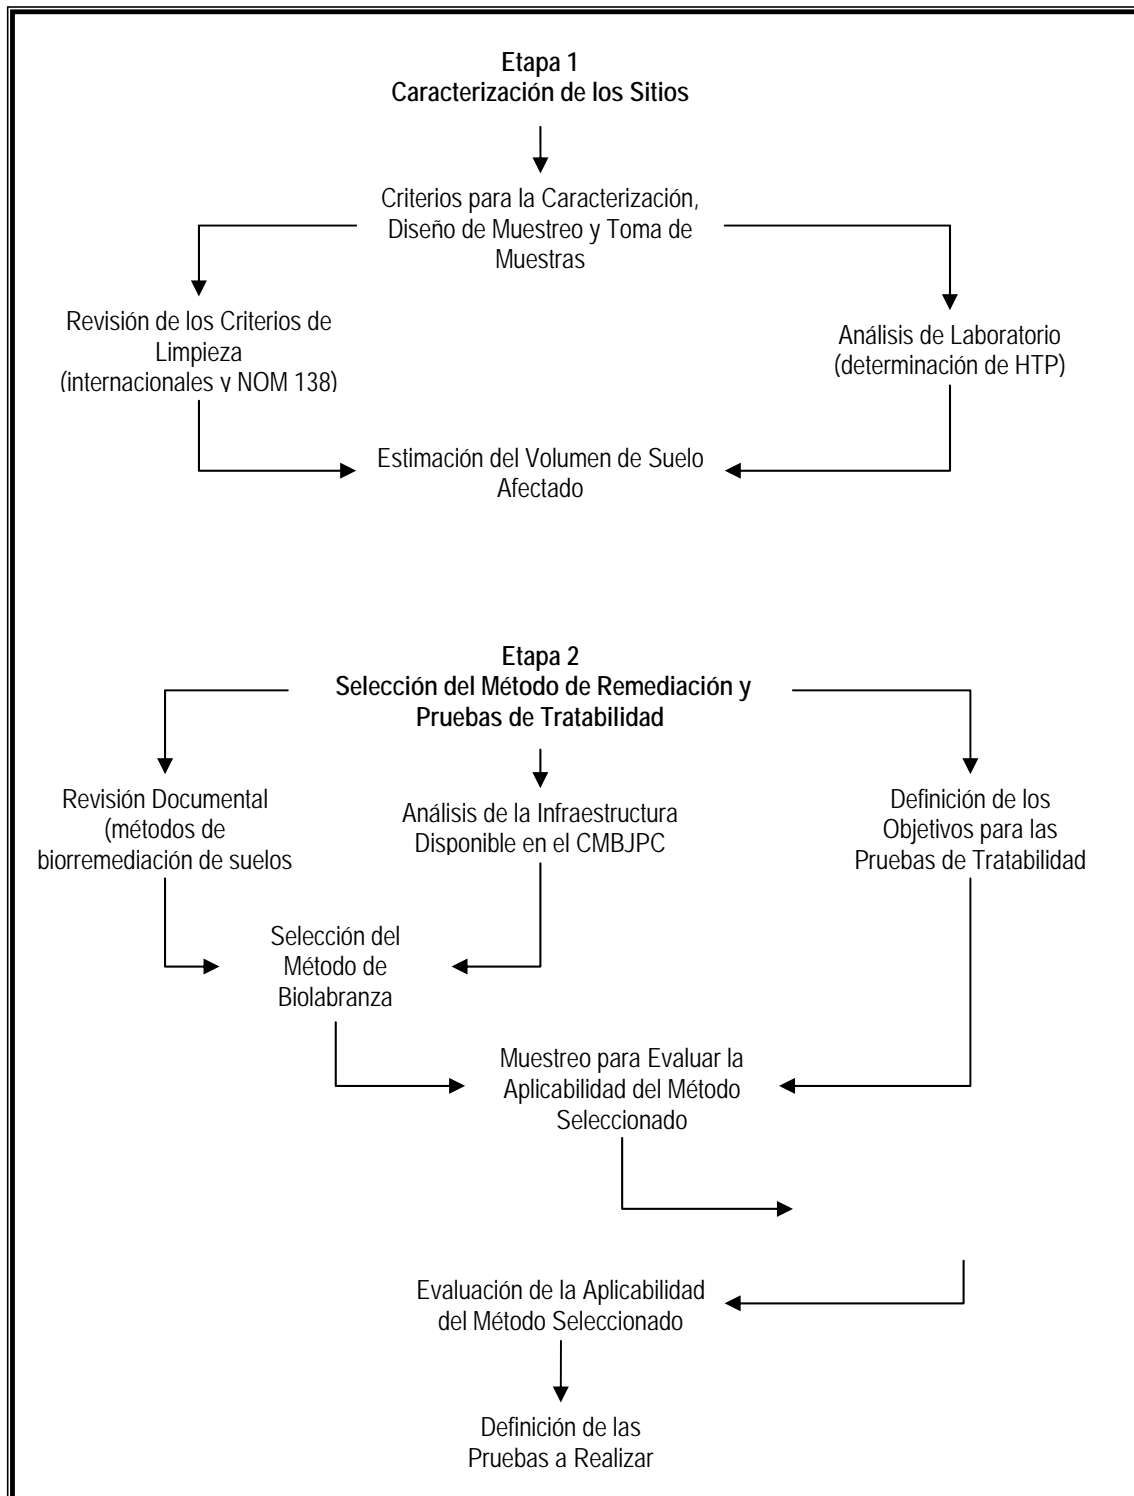 Etapa 1
Caracterización de los Sitios
Criterios para la Caracterización,
Diseño de Muestreo y Toma de
Muestras
Revisión de los Criterios de
Limpieza
(internacionales y NOM 138)
Análisis de Laboratorio
(determinación de HTP)
Estimación del Volumen de Suelo
Afectado
Etapa 2
Selección del Método de Remediación y
Pruebas de Tratabilidad
Revisión Documental
(métodos de
biorremediación de suelos
Análisis de la Infraestructura
Disponible en el CMBJPC
Definición de los
Objetivos para las
Pruebas de Tratabilidad
Selección del
Método de
Biolabranza
Muestreo para Evaluar la
Aplicabilidad del Método
Seleccionado
Evaluación de la Aplicabilidad
del Método Seleccionado
Definición de las
Pruebas a Realizar